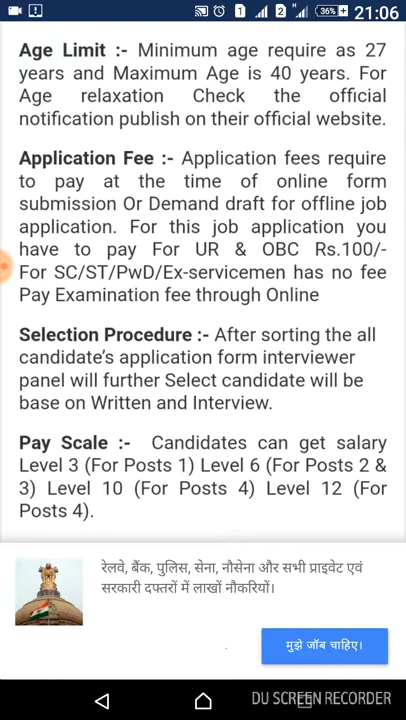 36% 21:06
Age Limit :- Minimum age require as 27
years and Maximum Age is 40 years. For
Age relaxation Check the official
notification publish on their official website.
Application Fee :- Application fees require
to pay at the time of online form
submission Or Demand draft for offline job
application. For this job application you
have to pay For UR & OBC Rs.100/-
For SC/ST/PwD/Ex-servicemen has no fee
Pay Examination fee through Online
Selection Procedure :- After sorting the all
candidate's application form interviewer
panel will further Select candidate will be
base on Written and Interview.
Pay Scale :- Candidates can get salary
Level 3 (For Posts 1) Level 6 (For Posts 2 &
3) Level 10 (For Posts 4) Level 12 (For
Posts 4).
रेलवे, बैंक, पुलिस, सेना, नौसेना और सभी प्राइवेट एवं
सरकारी दफ्तरों में लाखों नौकरियों।
मुझे जॉब चाहिए।
DU SCREEN RECORDER